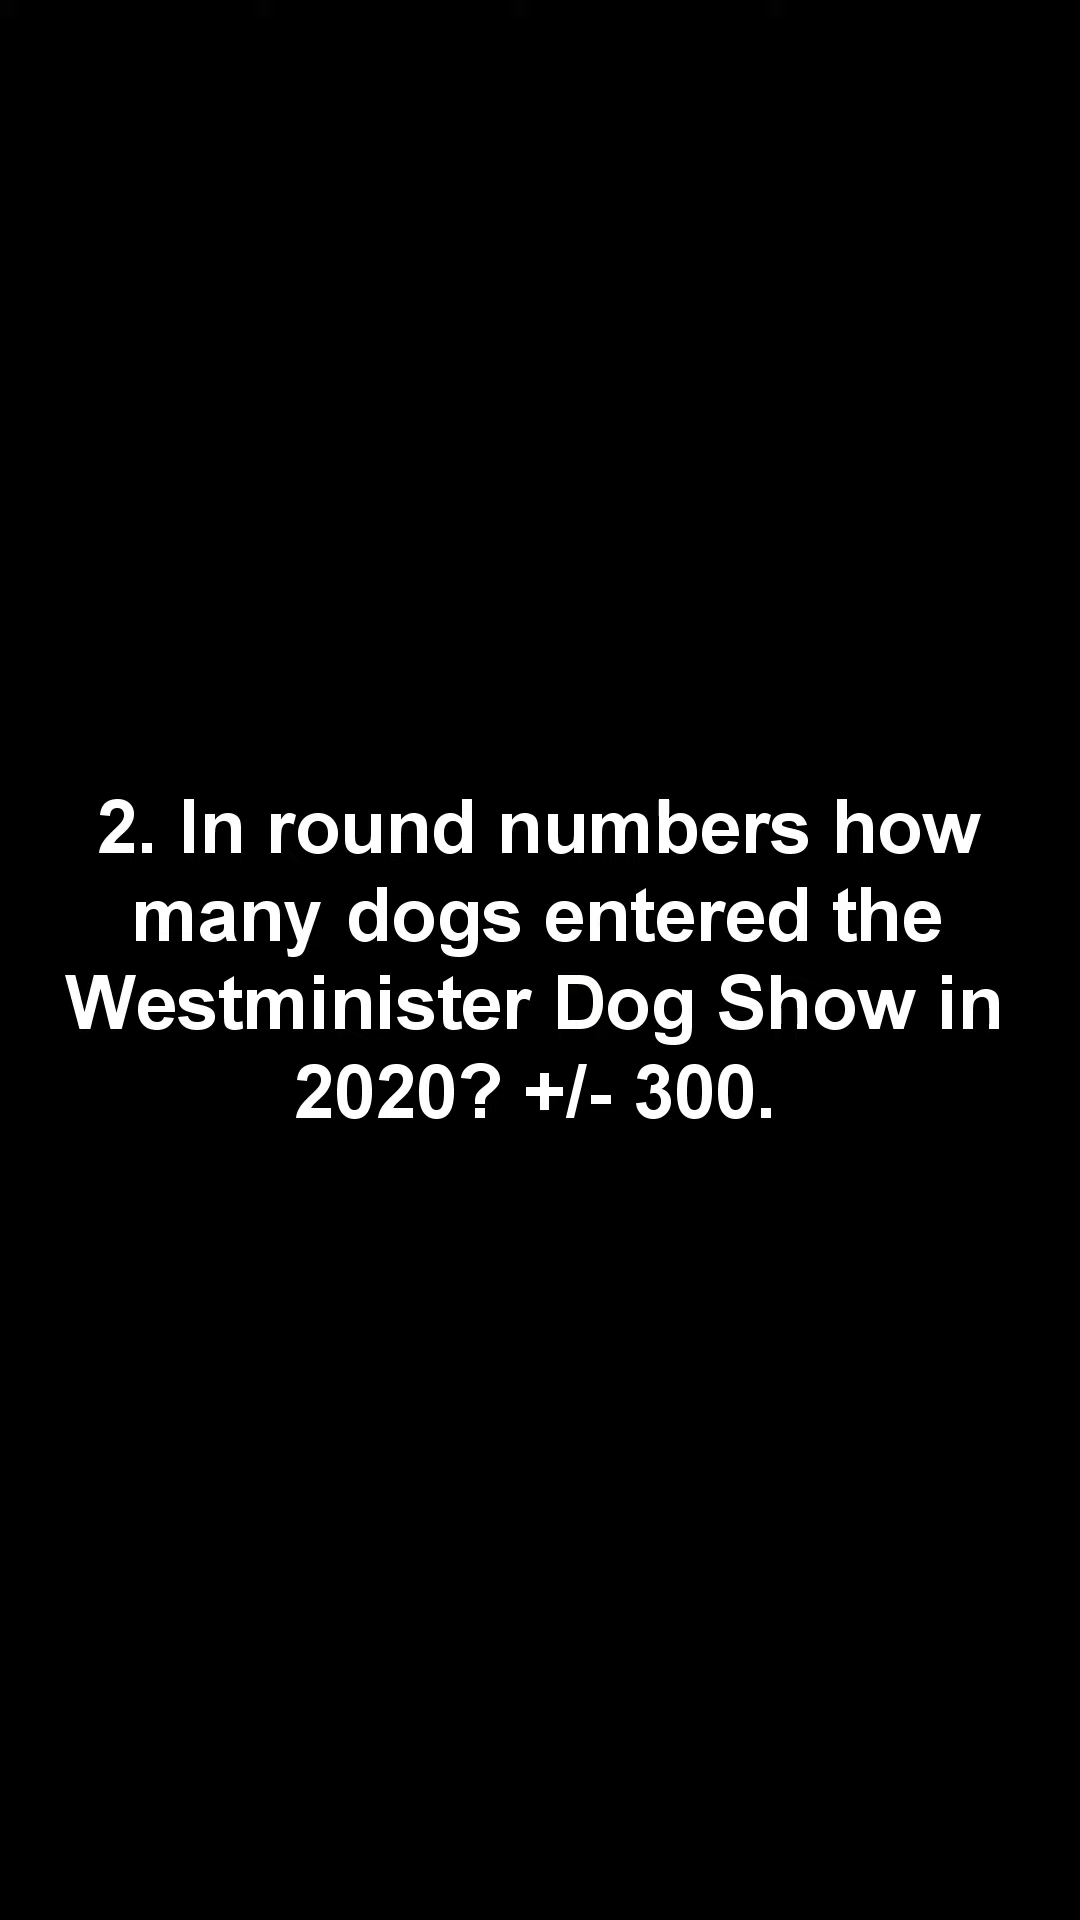 2. In round numbers how
many dogs entered the
Westminister Dog Show in
2020? +/- 300.